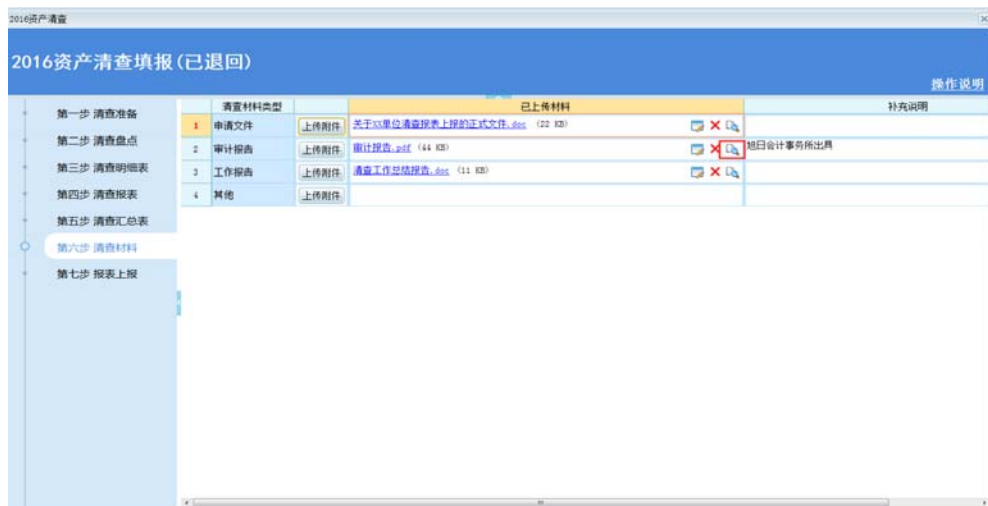 2016资产清查
2016资产清查填报(已退回)
操作说明
第一步 清查准备
第二步 清查盘点
第三步 清查明细表
第四步 清查报表
第五步 清查汇总表
第六步 清查材料
第七步 报表上报
清查材料类型 已上传材料 补充说明
1 申请文件 上传附件 关于XX单位清查报表上报的正式文件.doc (22 KB)
2 审计报告 上传附件 审计报告.pdf (44 KB) 旭日会计事务所出具
3 工作报告 上传附件 清查工作总结报告.doc (11 KB)
4 其他 上传附件